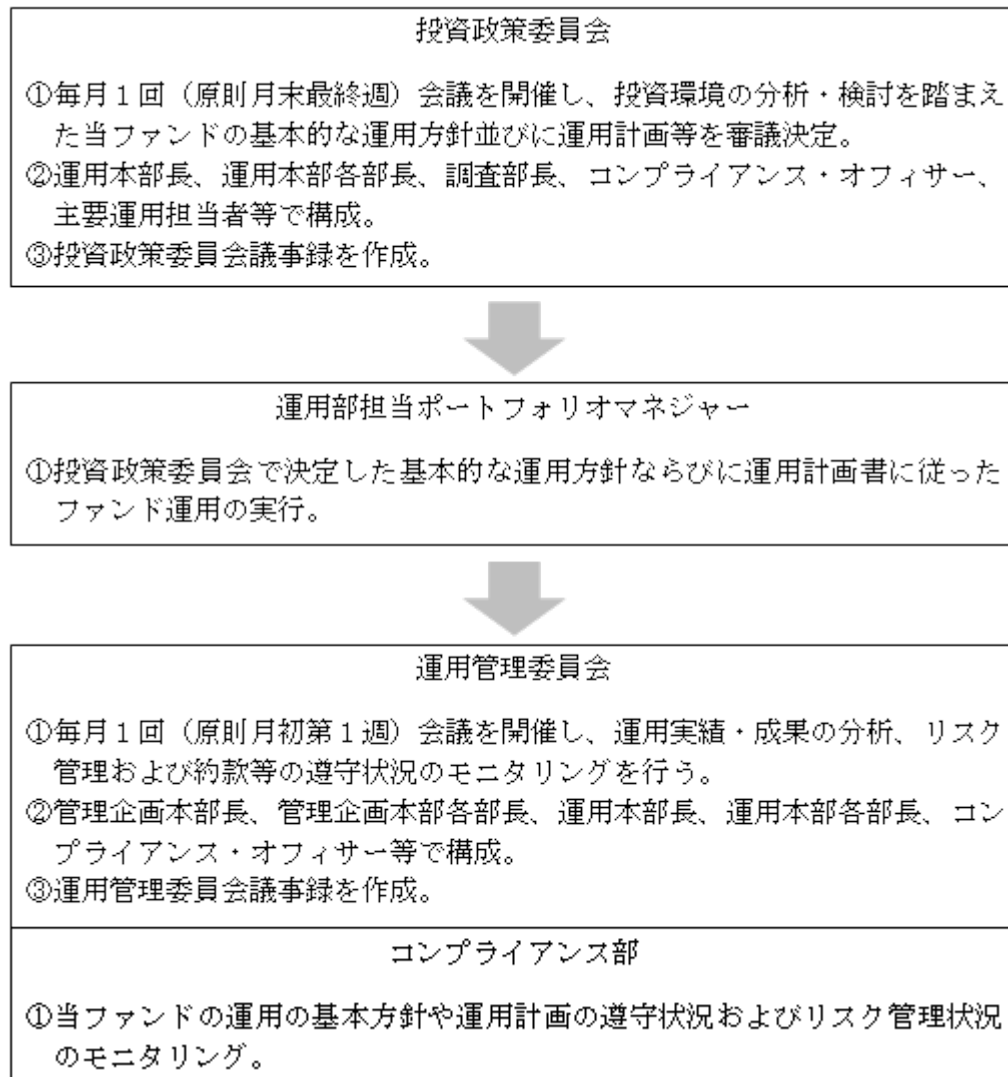 投資政策委員会
①毎月１回（原則月末最終週）会議を開催し、投資環境の分析・検討を踏まえ
た当ファンドの基本的な運用方針並びに運用計画等を審議決定。
②運用本部長、運用本部各部長、調査部長、コンプライアンス・オフィサー、
主要運用担当者等で構成。
③投資政策委員会議事録を作成。
運用部担当ポートフォリオマネジャー
①投資政策委員会で決定した基本的な運用方針ならびに運用計画書に従った
ファンド運用の実行。
運用管理委員会
①毎月１回（原則月初第１週）会議を開催し、運用実績・成果の分析、リスク
管理および約款等の遵守状況のモニタリングを行う。
②管理企画本部長、管理企画本部各部長、運用本部長、運用本部各部長、コン
プライアンス・オフィサー等で構成。
③運用管理委員会議事録を作成。
コンプライアンス部
①当ファンドの運用の基本方針や運用計画の遵守状況およびリスク管理状況
のモニタリング。